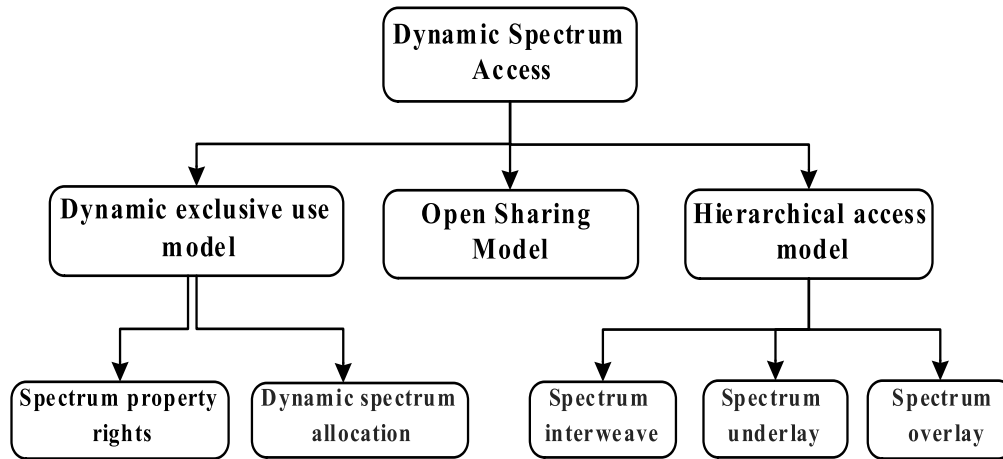 Dynamic Spectrum
Access
Dynamic exclusive use
model
Open Sharing
Model
Hierarchical access
model
Spectrum property
rights
Dynamic spectrum
allocation
Spectrum
interweave
Spectrum
underlay
Spectrum
overlay